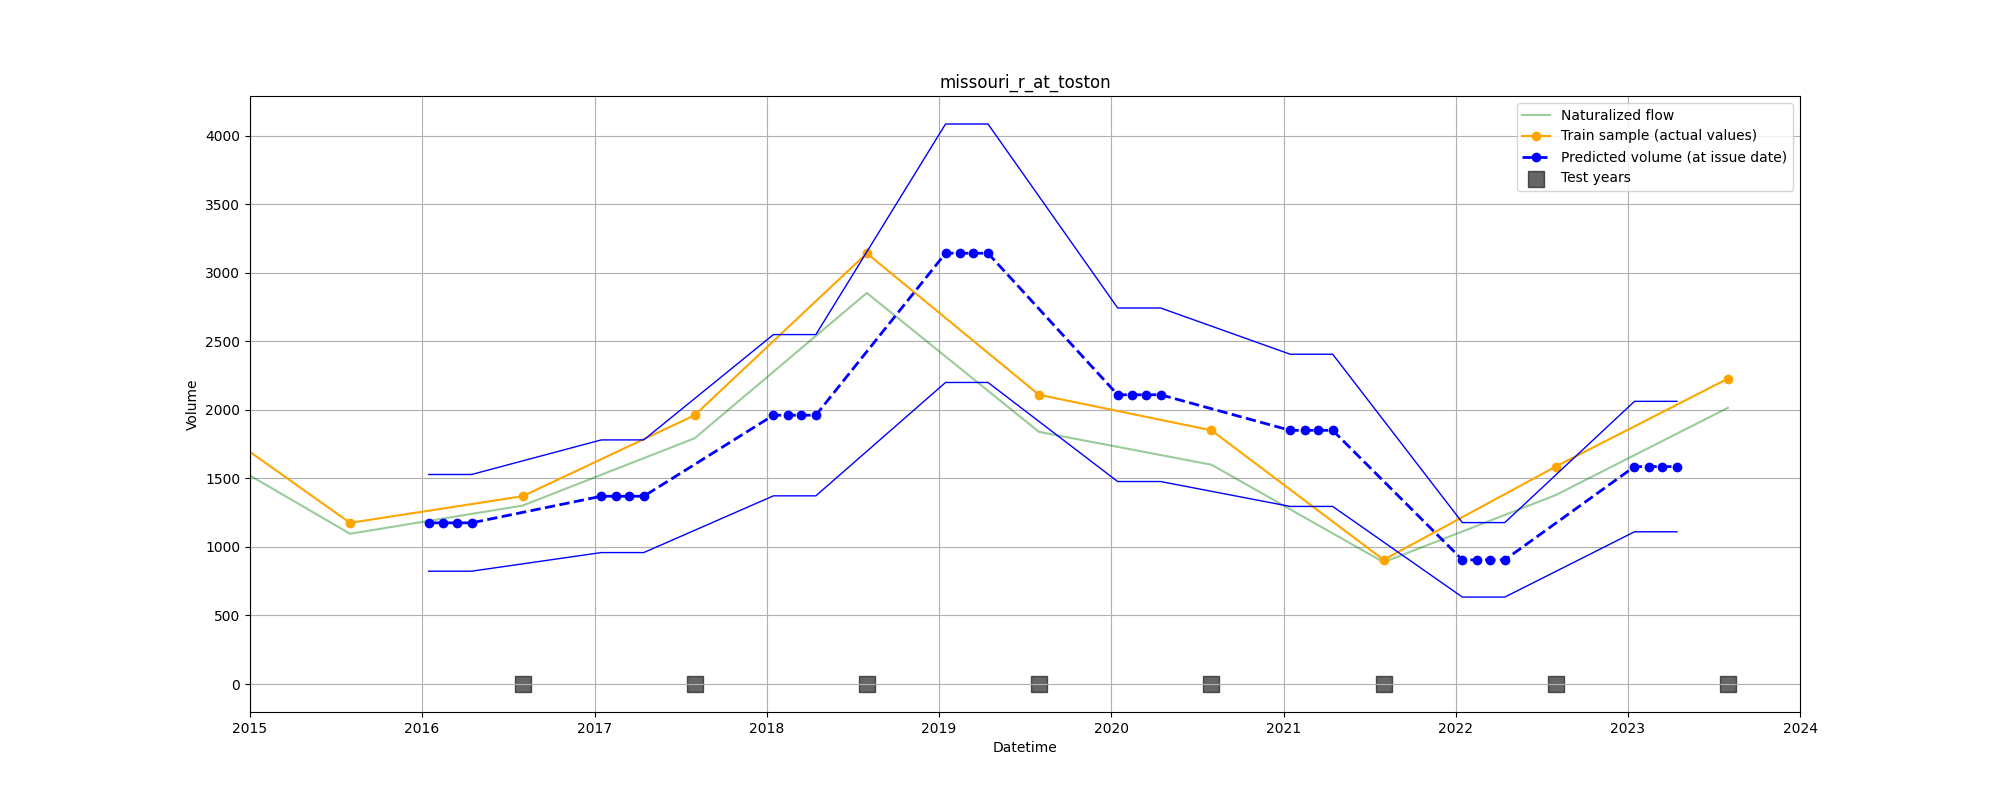 missouri_r_at_toston
Naturalized flow
Train sample (actual values)
Predicted volume (at issue date)
Test years
4000
3500
3000
2500
2000
1500
1000
500
0
Volume
2015 2016 2017 2018 2019 2020 2021 2022 2023 2024
Datetime